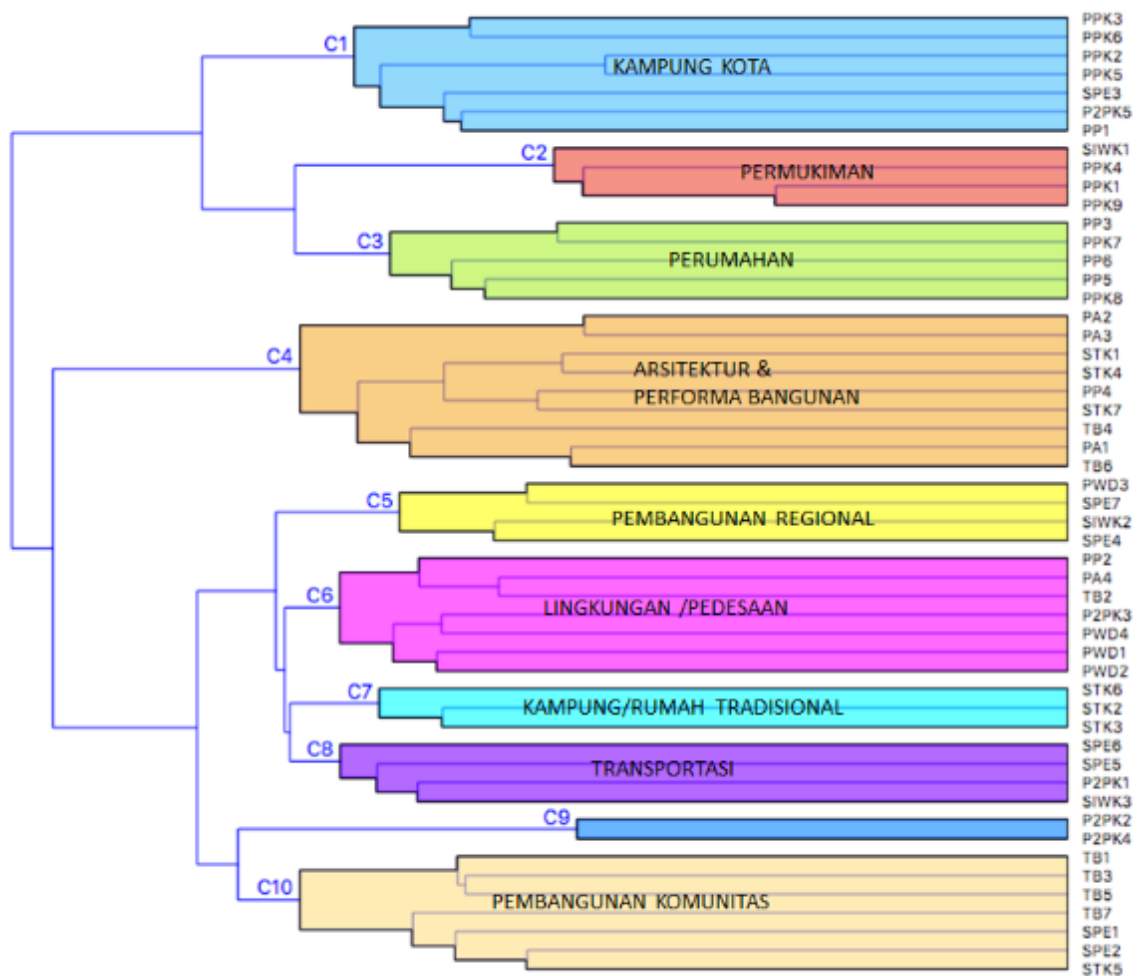 PPK3
C1
PPK6
PPK2
KAMPUNG KOTA
PPK5
SPE3
P2PK5
PP1
C2
SIWK1
PERMUKIMAN
PPK4
PPK1
PPK9
PP3
C3
PPK7
PERUMAHAN
PP6
PP5
PPK8
PA2
PA3
C4
STK1
ARSITEKTUR &
STK4
PERFORMA BANGUNAN
PP4
STK7
TB4
PA1
TB6
PWD3
C5
SPE7
PEMBANGUNAN REGIONAL
SIWK2
SPE4
PP2
PA4
C6
TB2
LINGKUNGAN /PEDESAAN
P2PK3
PWD4
PWD1
PWD2
C7
STK6
KAMPUNG/RUMAH TRADISIONAL
STK2
STK3
C8
SPE6
TRANSPORTASI
SPE5
P2PK1
SIWK3
C9
P2PK2
P2PK4
TB1
TB3
C10
TB5
PEMBANGUNAN KOMUNITAS
TB7
SPE1
SPE2
STK5